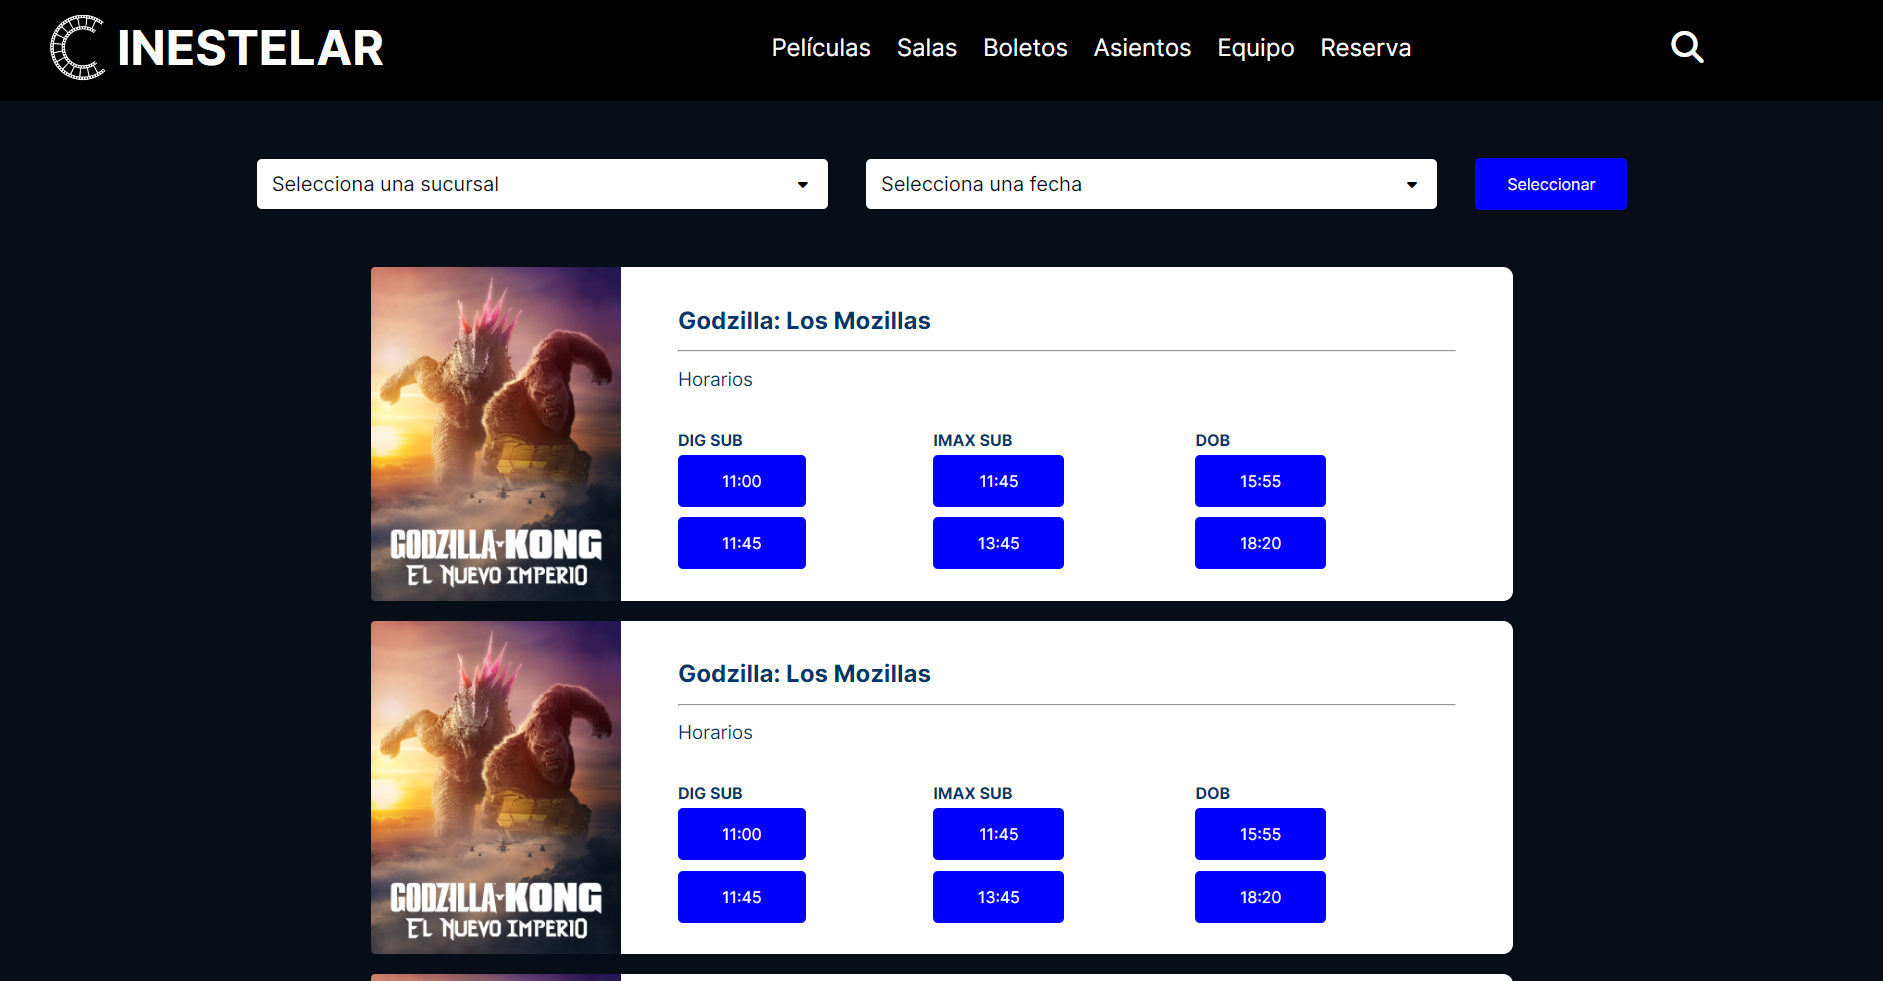 CINESTELAR
Películas Salas Boletos Asientos Equipo Reserva
Selecciona una sucursal
Selecciona una fecha
Seleccionar
GODZILLA Y KONG
EL NUEVO IMPERIO
Godzilla: Los Mozillas
Horarios
DIG SUB IMAX SUB DOB
11:00 11:45 15:55
11:45 13:45 18:20
GODZILLA Y KONG
EL NUEVO IMPERIO
Godzilla: Los Mozillas
Horarios
DIG SUB IMAX SUB DOB
11:00 11:45 15:55
11:45 13:45 18:20